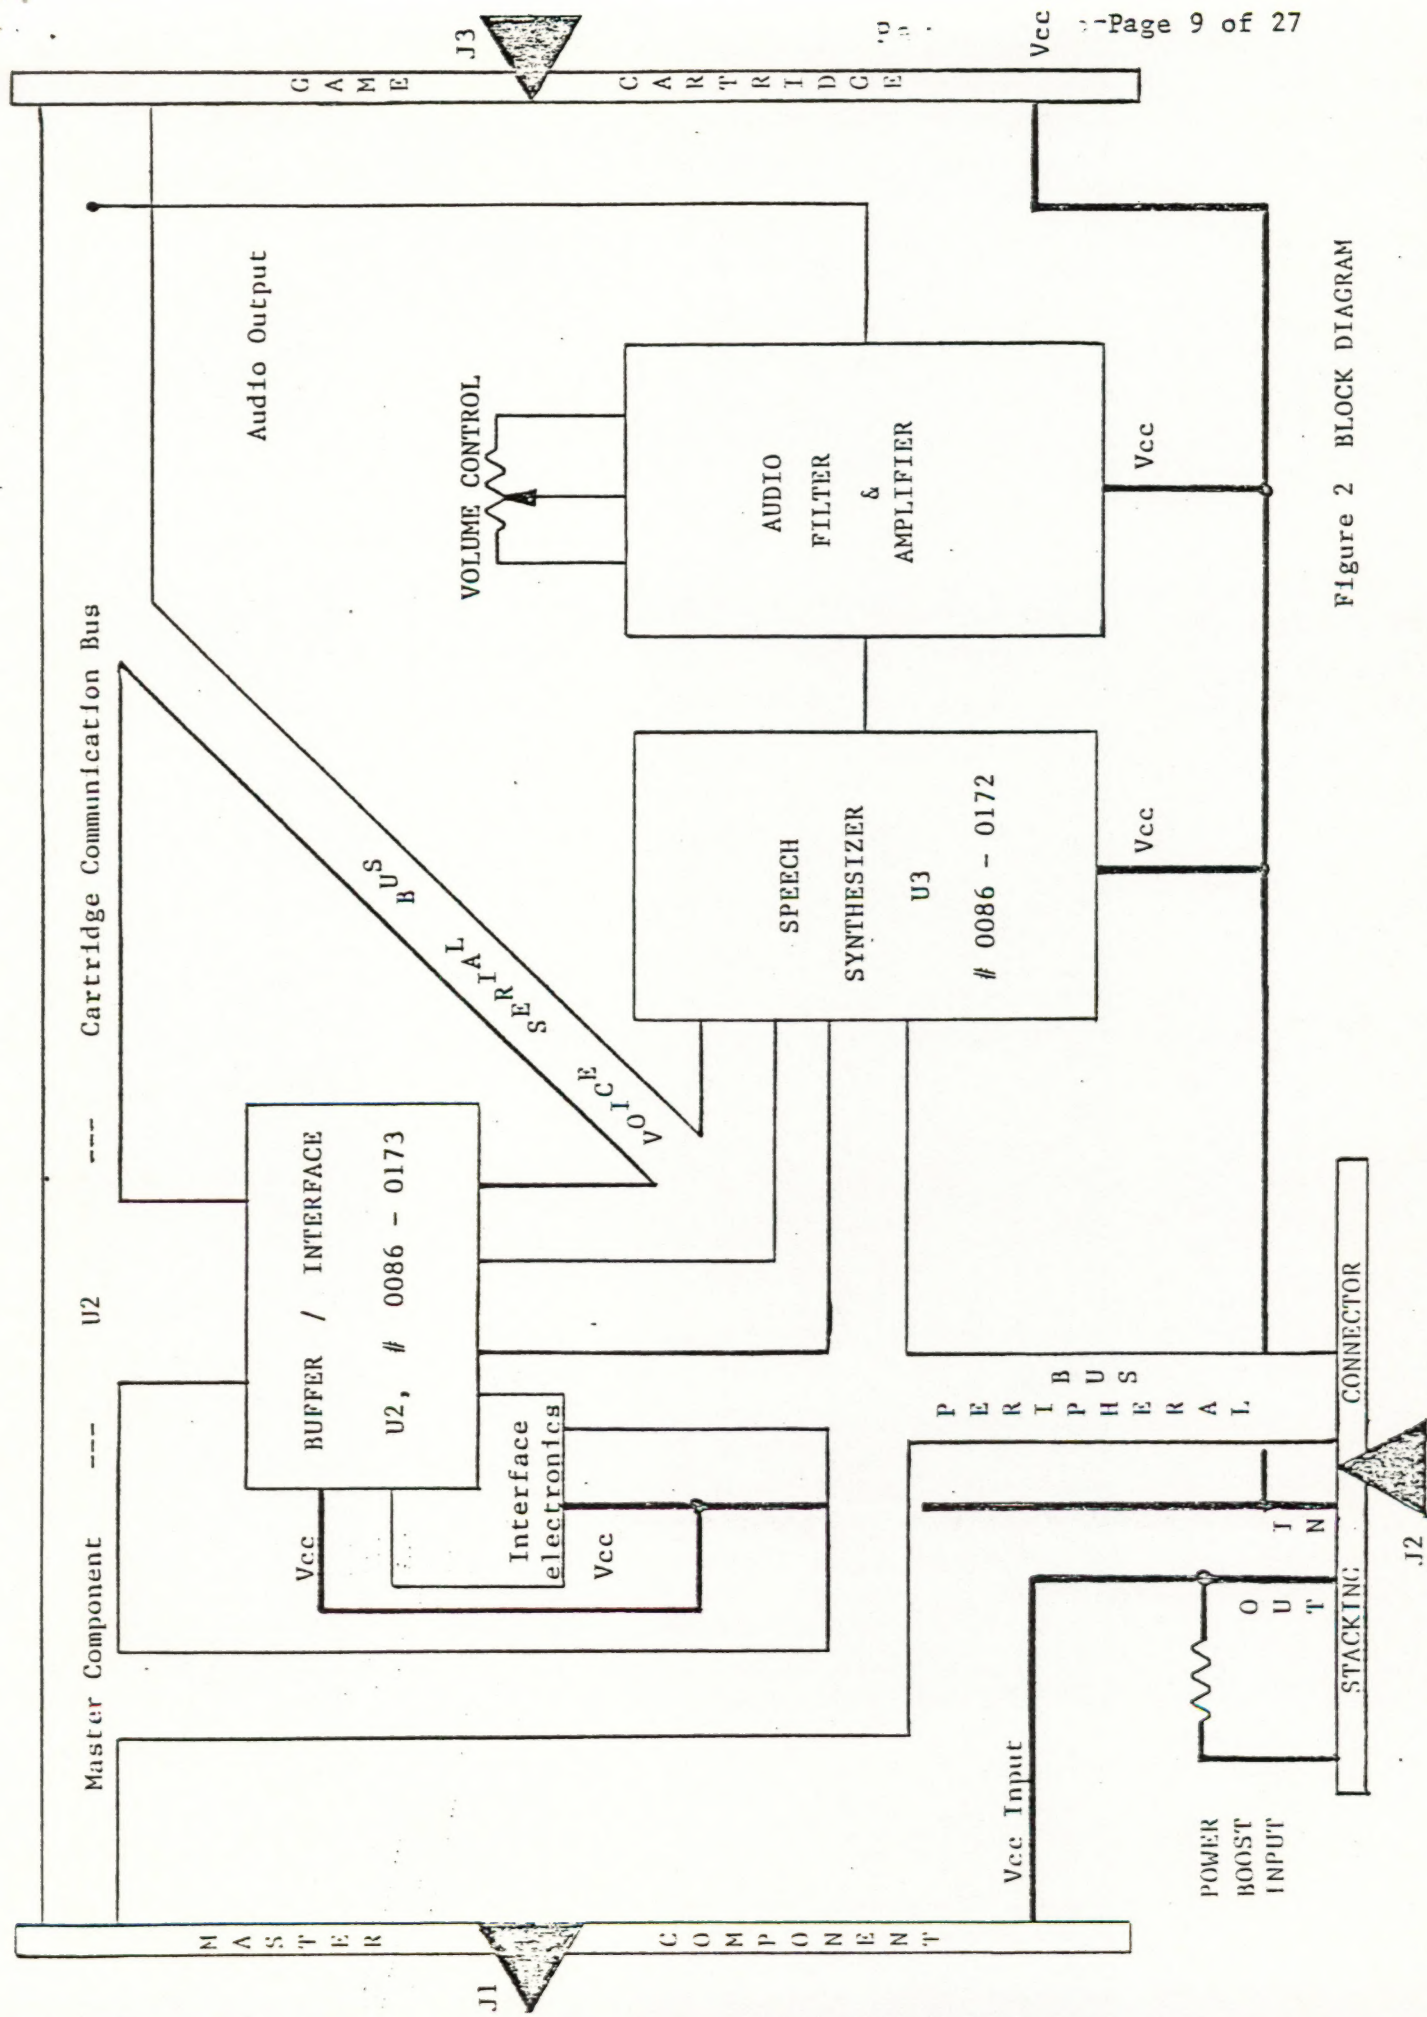 Page 9 of 27
Master Component --- U2 --- Cartridge Communication Bus
J1
MASTER
COMPONENT
J3
GAME
CARTRIDGE
Vcc
BUFFER / INTERFACE
U2, # 0086 - 0173
Vcc
Interface
electronics
Vcc
VOICE SERIAL BUS
Audio Output
VOLUME CONTROL
SPEECH
SYNTHESIZER
U3
# 0086 - 0172
Vcc
AUDIO
FILTER
&
AMPLIFIER
Vcc
PERIPHERAL
BUS
Vcc Input
POWER
BOOST
INPUT
OUT
IN
STACKING CONNECTOR
J2
Figure 2 BLOCK DIAGRAM